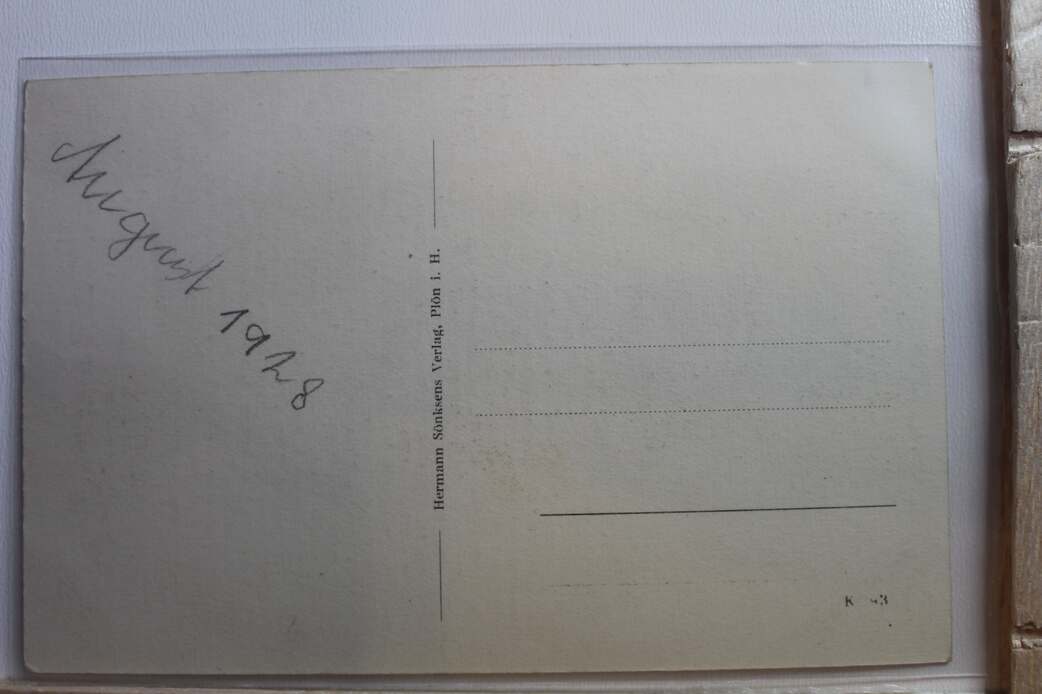 August 1928
Hermann Sönksens Verlag, Plön i. H.
K